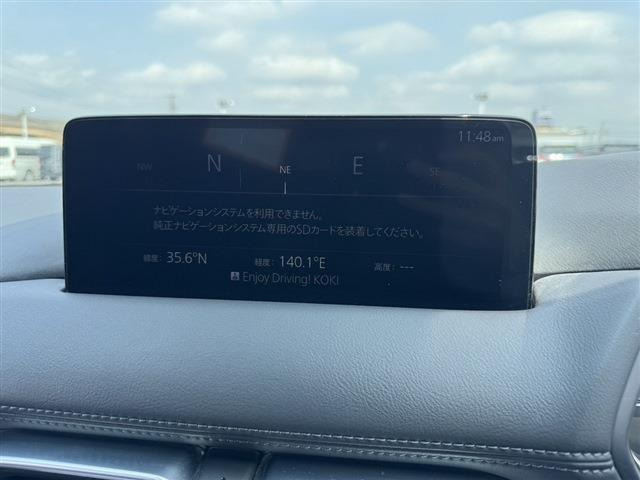 11:48am
NW N NE E SE
ナビゲーションシステムを利用できません。
純正ナビゲーションシステム専用のSDカードを装着してください。
緯度: 35.6°N 経度: 140.1°E 高度: ---
Enjoy Driving! KOKI